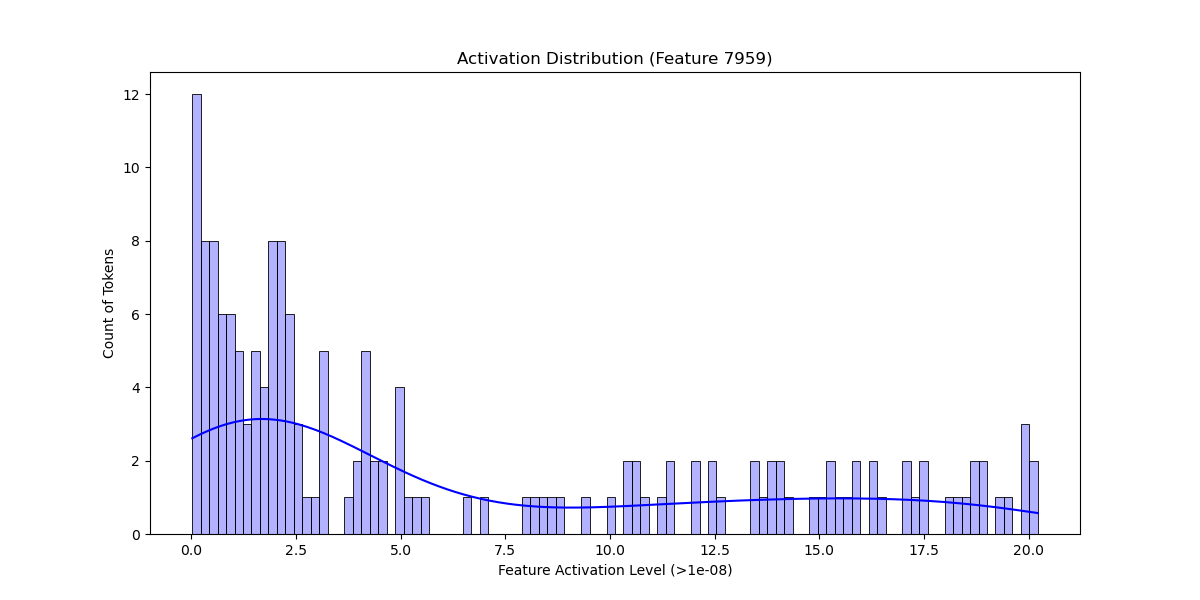 Activation Distribution (Feature 7959)
12
10
8
6
4
2
0
Count of Tokens
0.0 2.5 5.0 7.5 10.0 12.5 15.0 17.5 20.0
Feature Activation Level (>1e-08)